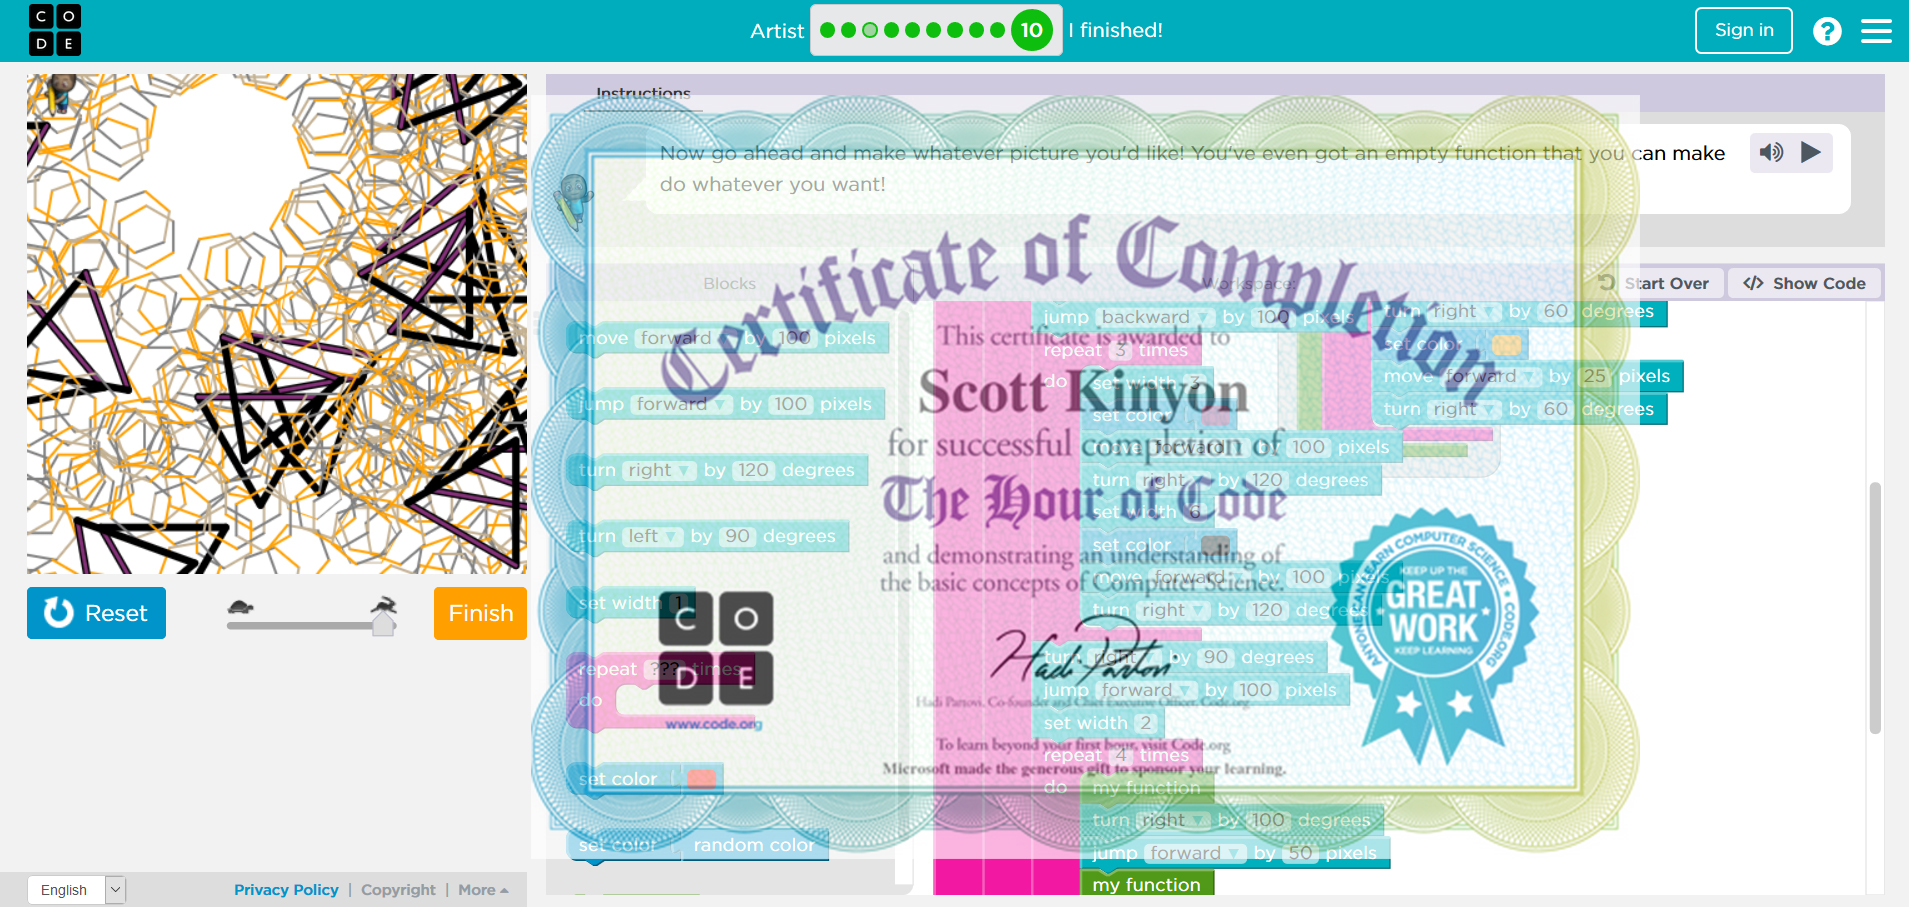 C O
D E
Artist
10
I finished!
Sign in
?
Instructions
Now go ahead and make whatever picture you'd like! You've even got an empty function that you can make
do whatever you want!
Blocks
Workspace:
Start Over
</> Show Code
move forward by 100 pixels
jump forward by 100 pixels
turn right by 120 degrees
turn left by 90 degrees
set width 1
repeat ??? times
do
set color
set color random color
jump backward by 100 pixels
repeat 3 times
do set width 3
set color
move forward by 100 pixels
turn right by 120 degrees
set width 6
set color
move forward by 100 pixels
turn right by 120 degrees
turn right by 90 degrees
jump forward by 100 pixels
set width 2
repeat 4 times
do my function
turn right by 100 degrees
jump forward by 50 pixels
my function
turn right by 60 degrees
set color
move forward by 25 pixels
turn right by 60 degrees
Certificate of Completion
This certificate is awarded to
Scott Kinyon
for successful completion of
The Hour of Code
and demonstrating an understanding of
the basic concepts of Computer Science.
C O
D E
www.code.org
Hadi Partovi
Hadi Partovi, Co-founder and Chief Executive Officer, Code.org
To learn beyond your first hour, visit Code.org
Microsoft made the generous gift to sponsor your learning.
ANYONE CAN LEARN COMPUTER SCIENCE • CODE.ORG
KEEP UP THE
GREAT
WORK
KEEP LEARNING
Reset
Finish
English
Privacy Policy | Copyright | More